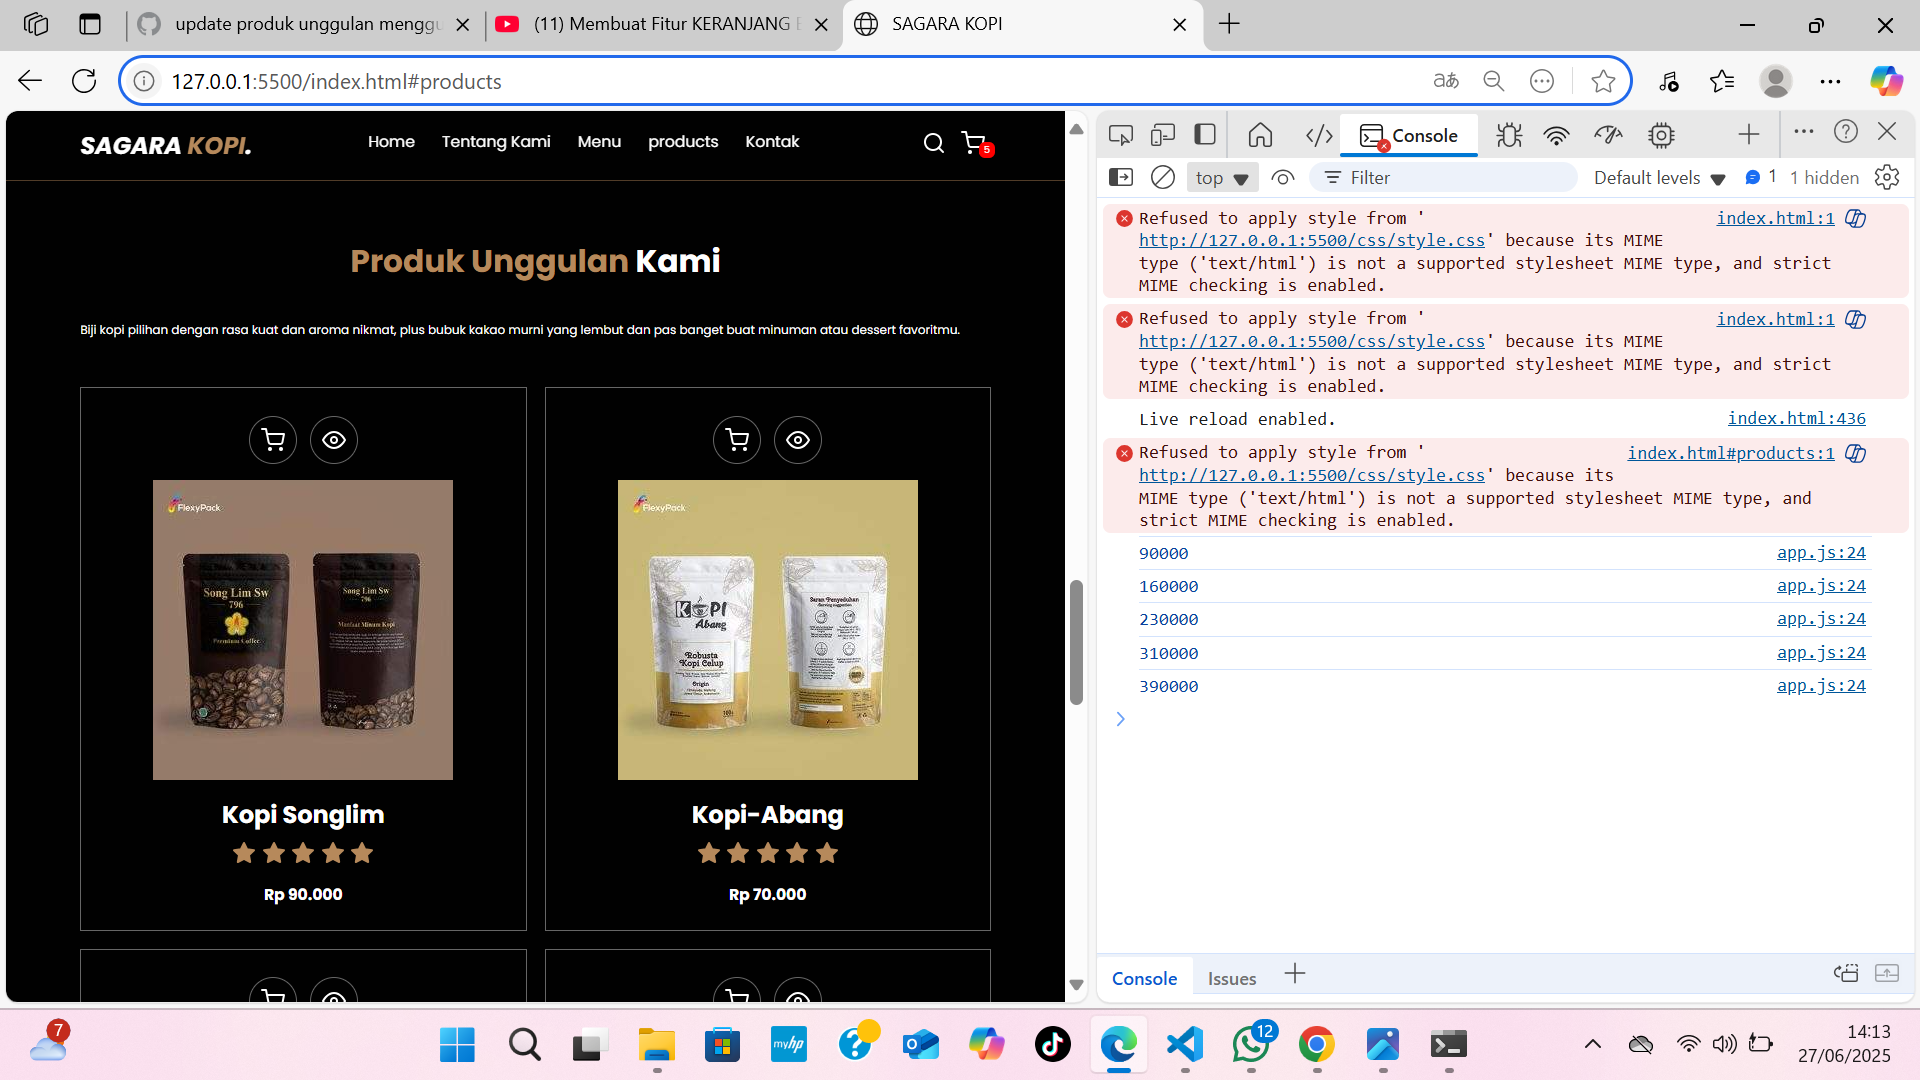 update produk unggulan menggu
(11) Membuat Fitur KERANJANG B
SAGARA KOPI
127.0.0.1:5500/index.html#products
SAGARA KOPI.
Home
Tentang Kami
Menu
products
Kontak
5
Produk Unggulan Kami
Biji kopi pilihan dengan rasa kuat dan aroma nikmat, plus bubuk kakao murni yang lembut dan pas banget buat minuman atau dessert favoritmu.
FlexyPack
Song Lim Sw
796
Premium Coffee
Song Lim Sw
796
Manfaat Minum Kopi
Kopi Songlim
Rp 90.000
FlexyPack
KOPI
Abang
Robusta
Kopi Celup
Origin
Saran Penyeduhan
Kopi-Abang
Rp 70.000
Console
top
Filter
Default levels
1
1 hidden
Refused to apply style from '
index.html:1
http://127.0.0.1:5500/css/style.css' because its MIME
type ('text/html') is not a supported stylesheet MIME type, and strict
MIME checking is enabled.
Refused to apply style from '
index.html:1
http://127.0.0.1:5500/css/style.css' because its MIME
type ('text/html') is not a supported stylesheet MIME type, and strict
MIME checking is enabled.
Live reload enabled.
index.html:436
Refused to apply style from '
index.html#products:1
http://127.0.0.1:5500/css/style.css' because its
MIME type ('text/html') is not a supported stylesheet MIME type, and
strict MIME checking is enabled.
90000
app.js:24
160000
app.js:24
230000
app.js:24
310000
app.js:24
390000
app.js:24
Console
Issues
7
myhp
12
14:13
27/06/2025